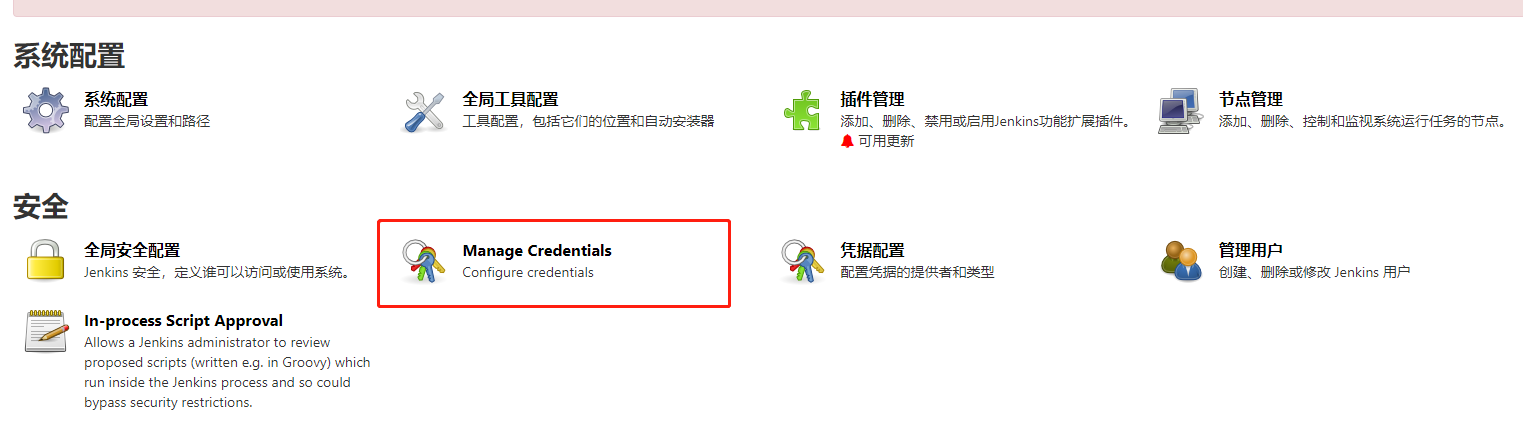 系统配置
系统配置
配置全局设置和路径
全局工具配置
工具配置，包括它们的位置和自动安装器
插件管理
添加、删除、禁用或启用Jenkins功能扩展插件。
可用更新
节点管理
添加、删除、控制和监视系统运行任务的节点。
安全
全局安全配置
Jenkins 安全，定义谁可以访问或使用系统。
Manage Credentials
Configure credentials
凭据配置
配置凭据的提供者和类型
管理用户
创建、删除或修改 Jenkins 用户
In-process Script Approval
Allows a Jenkins administrator to review
proposed scripts (written e.g. in Groovy) which
run inside the Jenkins process and so could
bypass security restrictions.